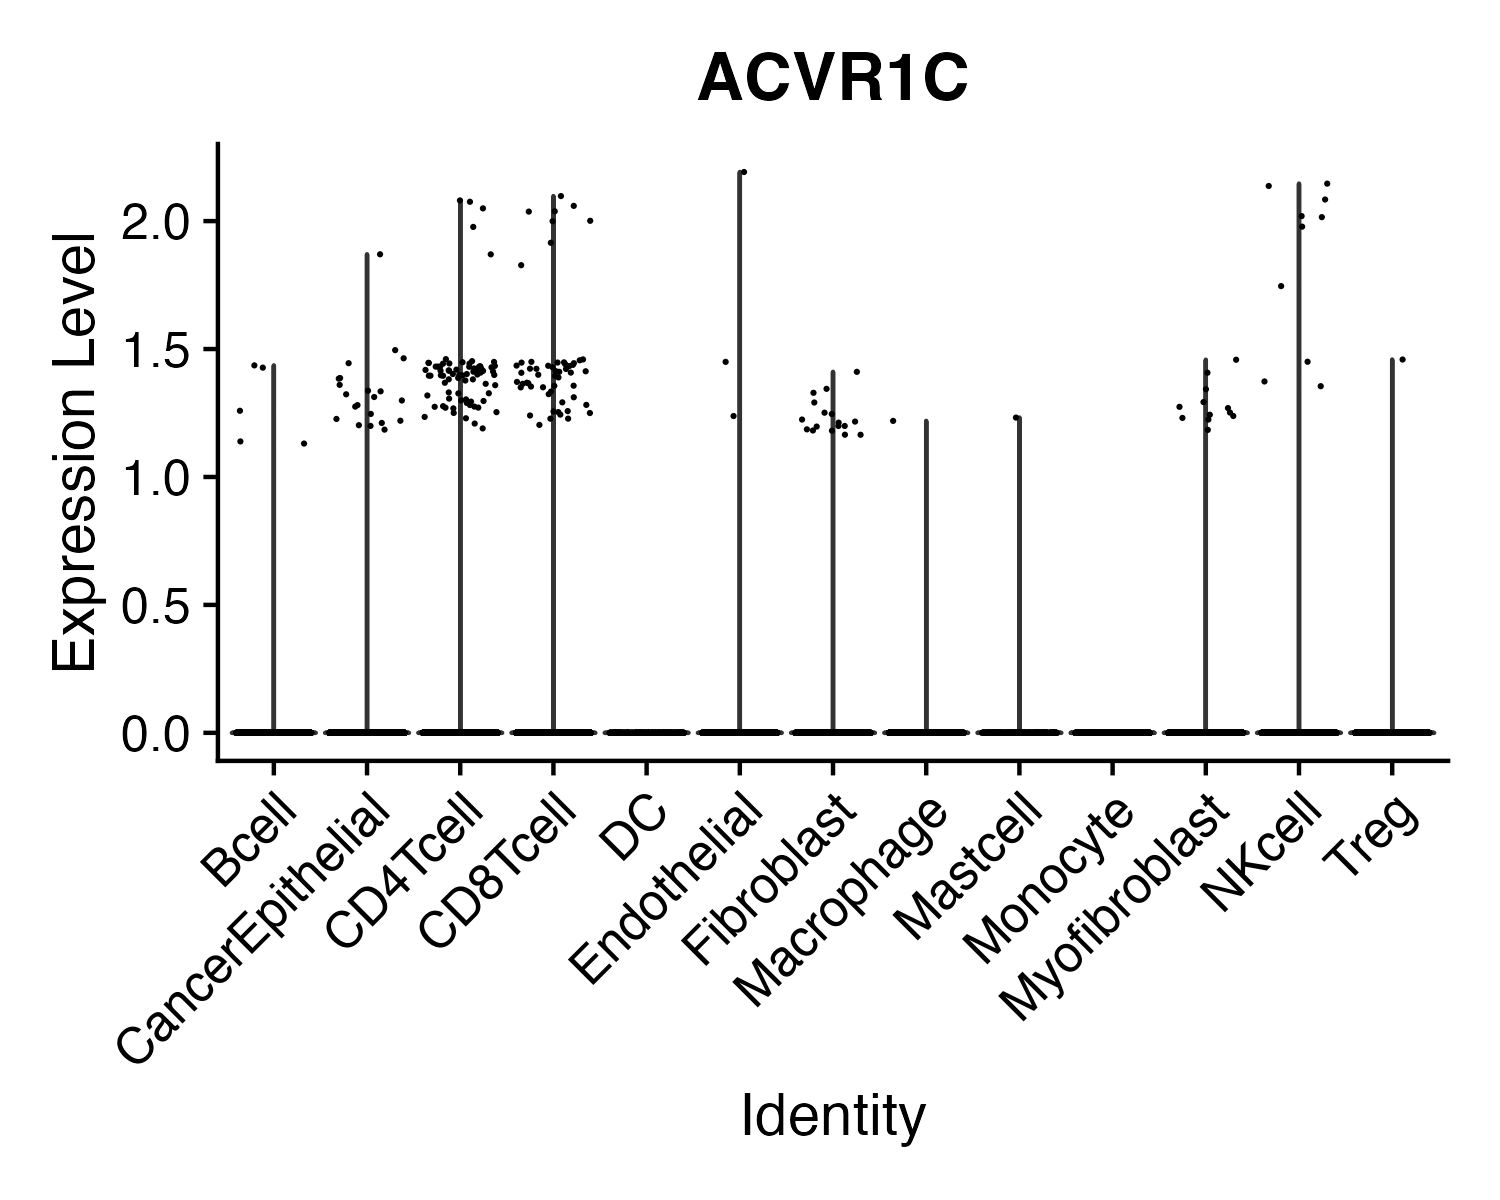 ACVR1C
Expression Level
2.0
1.5
1.0
0.5
0.0
Bcell
CancerEpithelial
CD4Tcell
CD8Tcell
DC
Endothelial
Fibroblast
Macrophage
Mastcell
Monocyte
Myofibroblast
NKcell
Treg
Identity